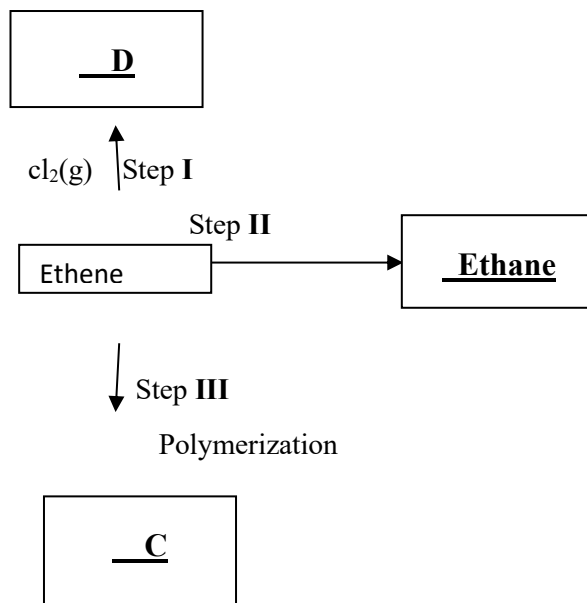 D
cl₂(g) Step I
Step II
Ethene
Ethane
Step III
Polymerization
C